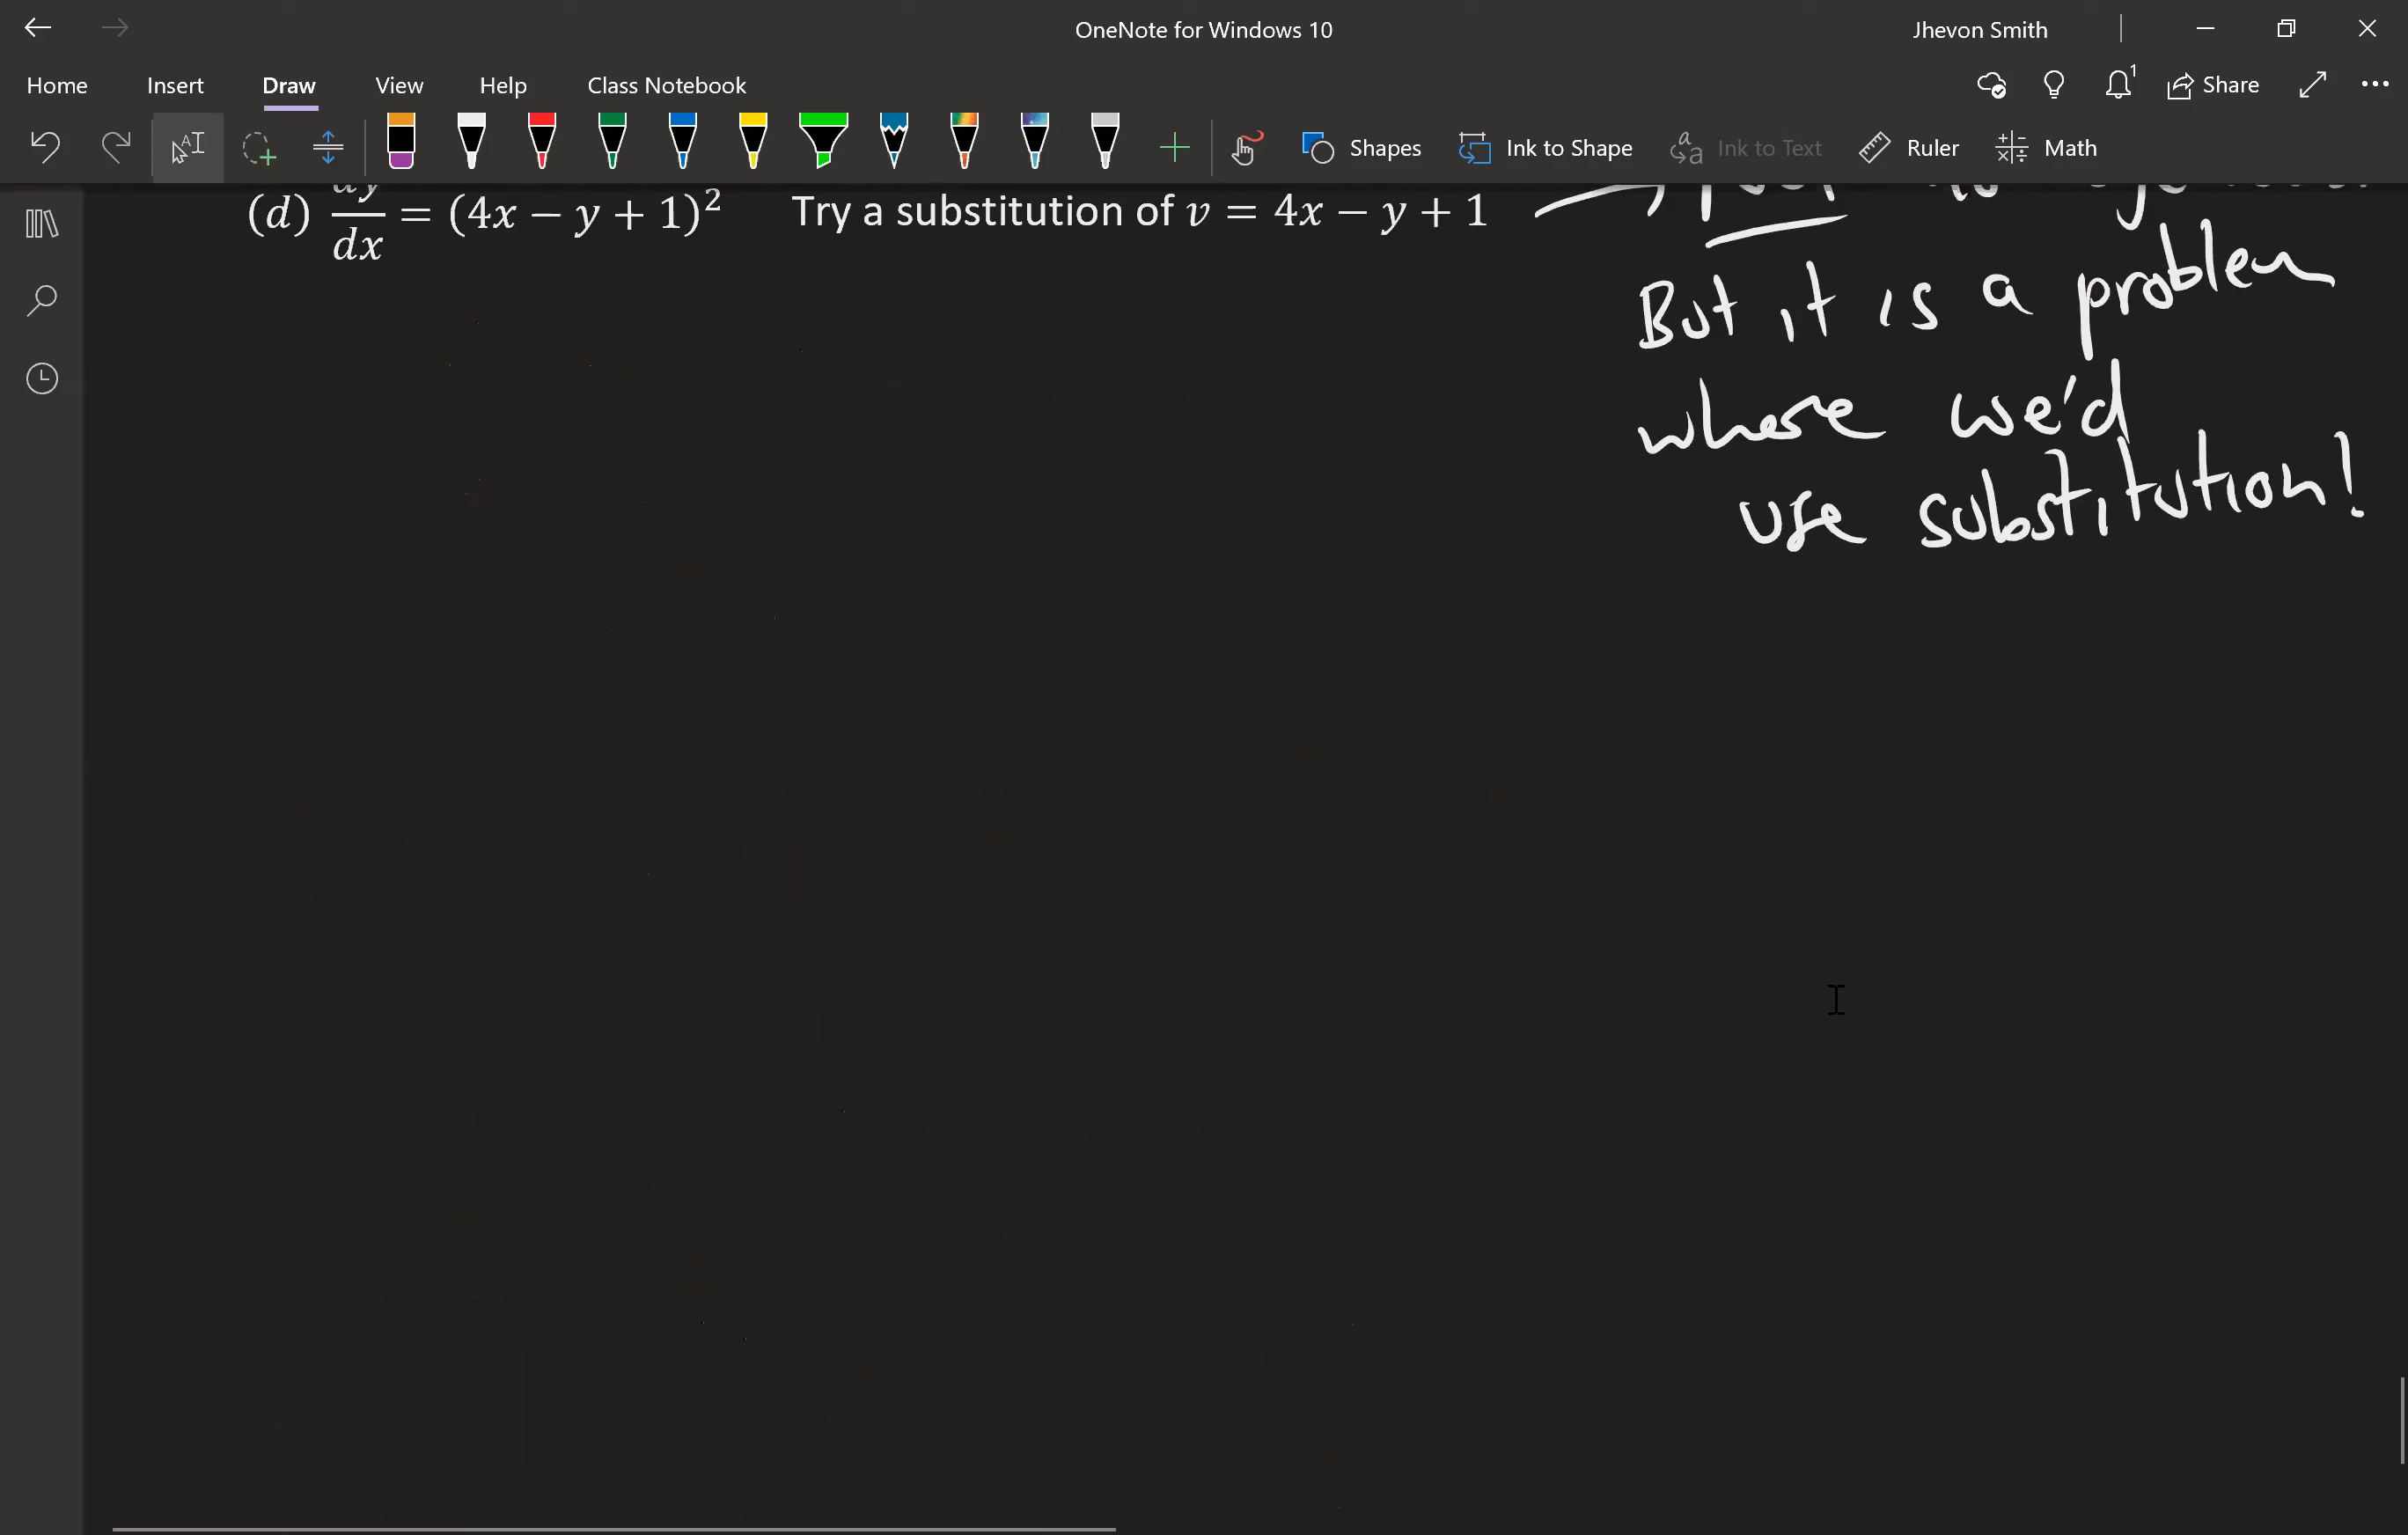 OneNote for Windows 10
Jhevon Smith
Home Insert Draw View Help Class Notebook
1 Share
Shapes Ink to Shape Ink to Text Ruler Math
(d) dy/dx = (4x − y + 1)² Try a substitution of v = 4x − y + 1
But it is a problem
where we'd
use substitution!